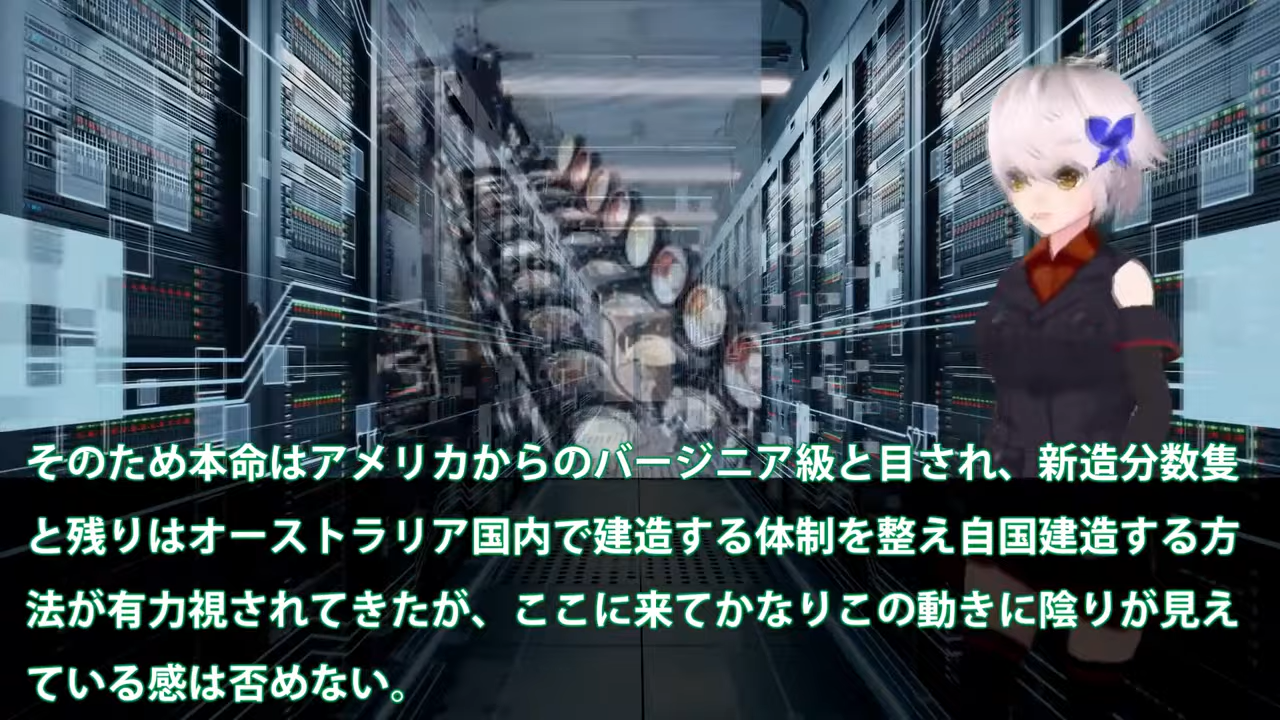 そのため本命はアメリカからのバージニア級と目され、新造分数隻
と残りはオーストラリア国内で建造する体制を整え自国建造する方
法が有力視されてきたが、ここに来てかなりこの動きに陰りが見え
ている感は否めない。